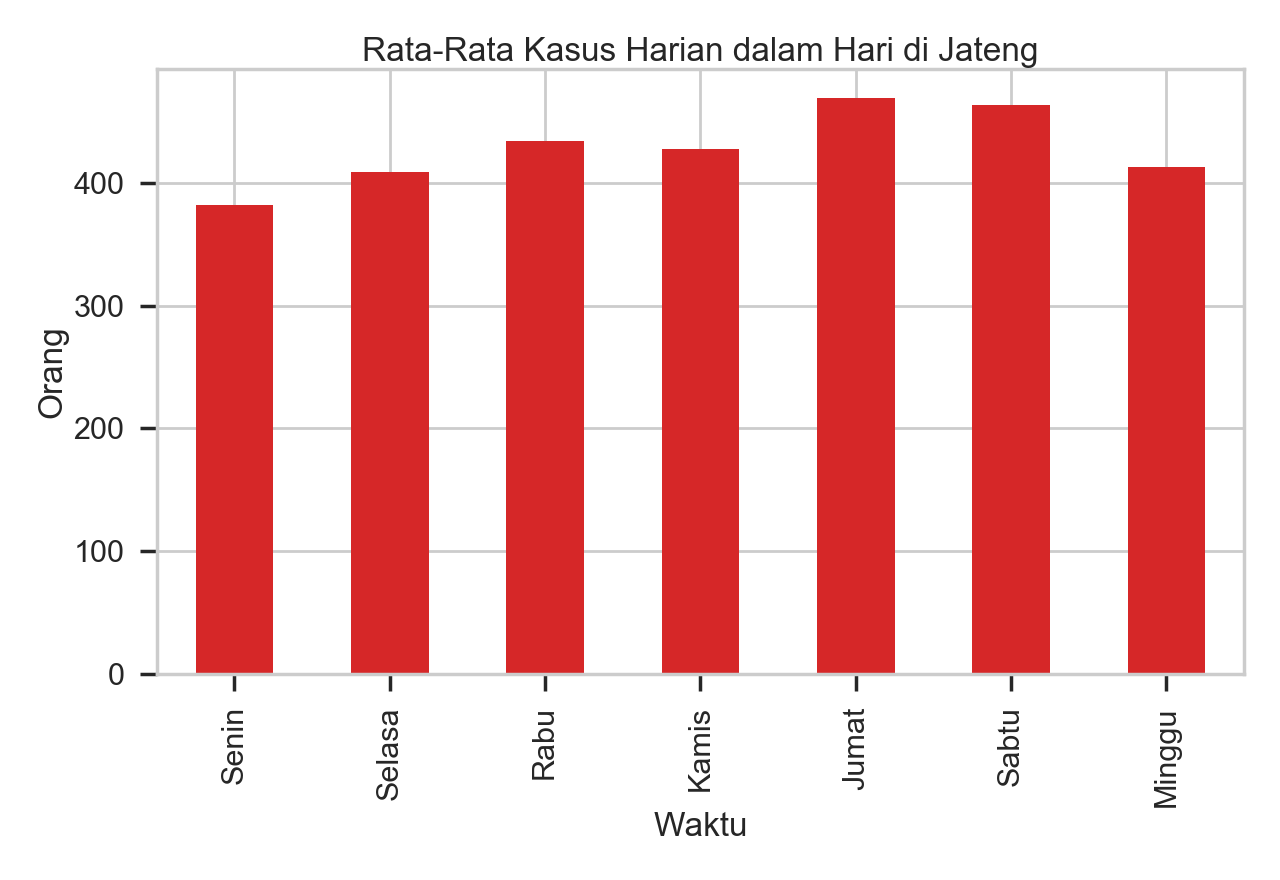 Rata-Rata Kasus Harian dalam Hari di Jateng
Orang
400
300
200
100
0
Senin
Selasa
Rabu
Kamis
Jumat
Sabtu
Minggu
Waktu